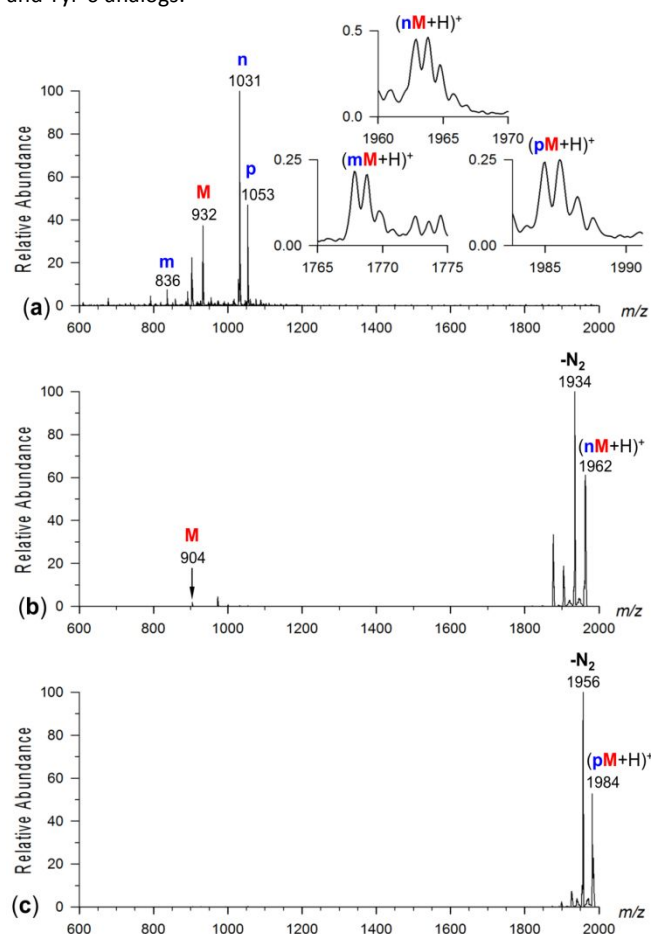 and Tyr-8 analogs.
(nM+H)+
0.5
0.0
1960 1965 1970
n
1031
100
80
60
40
20
0
Relative Abundance
M
932
p
1053
m
836
(mM+H)+
0.25
0.00
1765 1770 1775
(pM+H)+
0.25
0.00
1985 1990
(a)
600 800 1000 1200 1400 1600 1800 2000 m/z
-N2
1934
(nM+H)+
1962
100
80
60
40
20
0
Relative Abundance
M
904
(b)
600 800 1000 1200 1400 1600 1800 2000 m/z
-N2
1956
(pM+H)+
1984
100
80
60
40
20
0
Relative Abundance
(c)
600 800 1000 1200 1400 1600 1800 2000 m/z